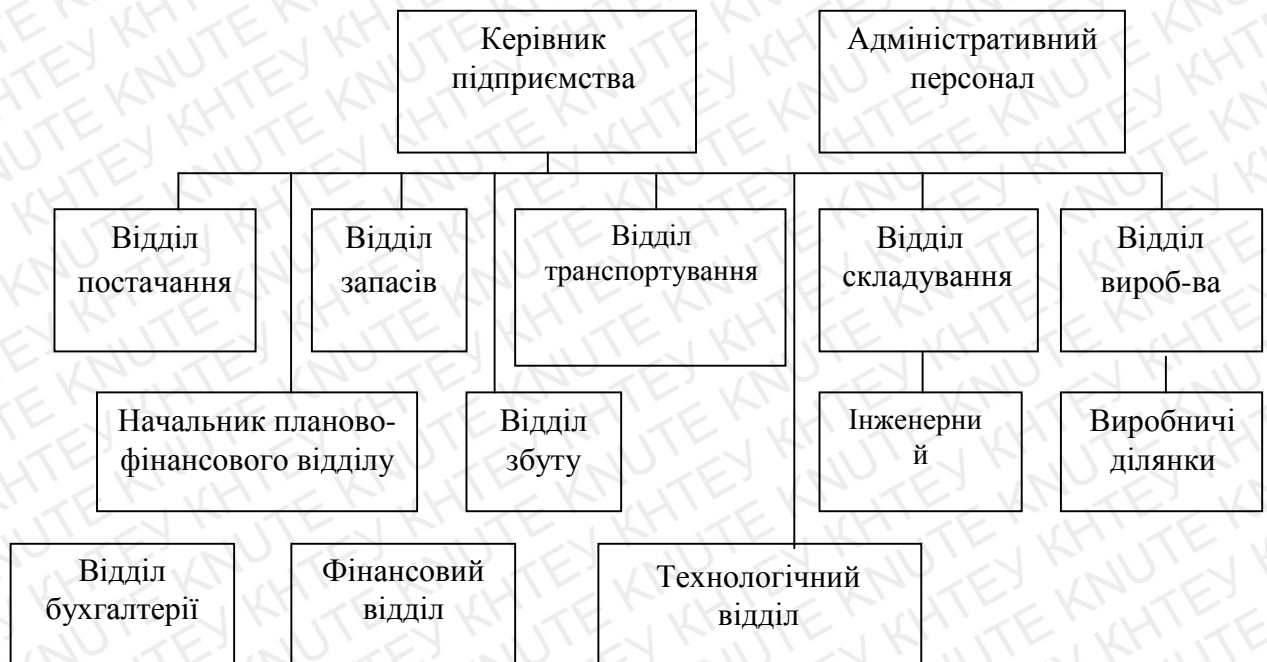 Керівник
підприємства
Адміністративний
персонал
Відділ
постачання
Відділ
запасів
Відділ
транспортування
Відділ
складування
Відділ
вироб-ва
Начальник планово-
фінансового відділу
Відділ
збуту
Інженерни
й
Виробничі
ділянки
Відділ
бухгалтерії
Фінансовий
відділ
Технологічний
відділ